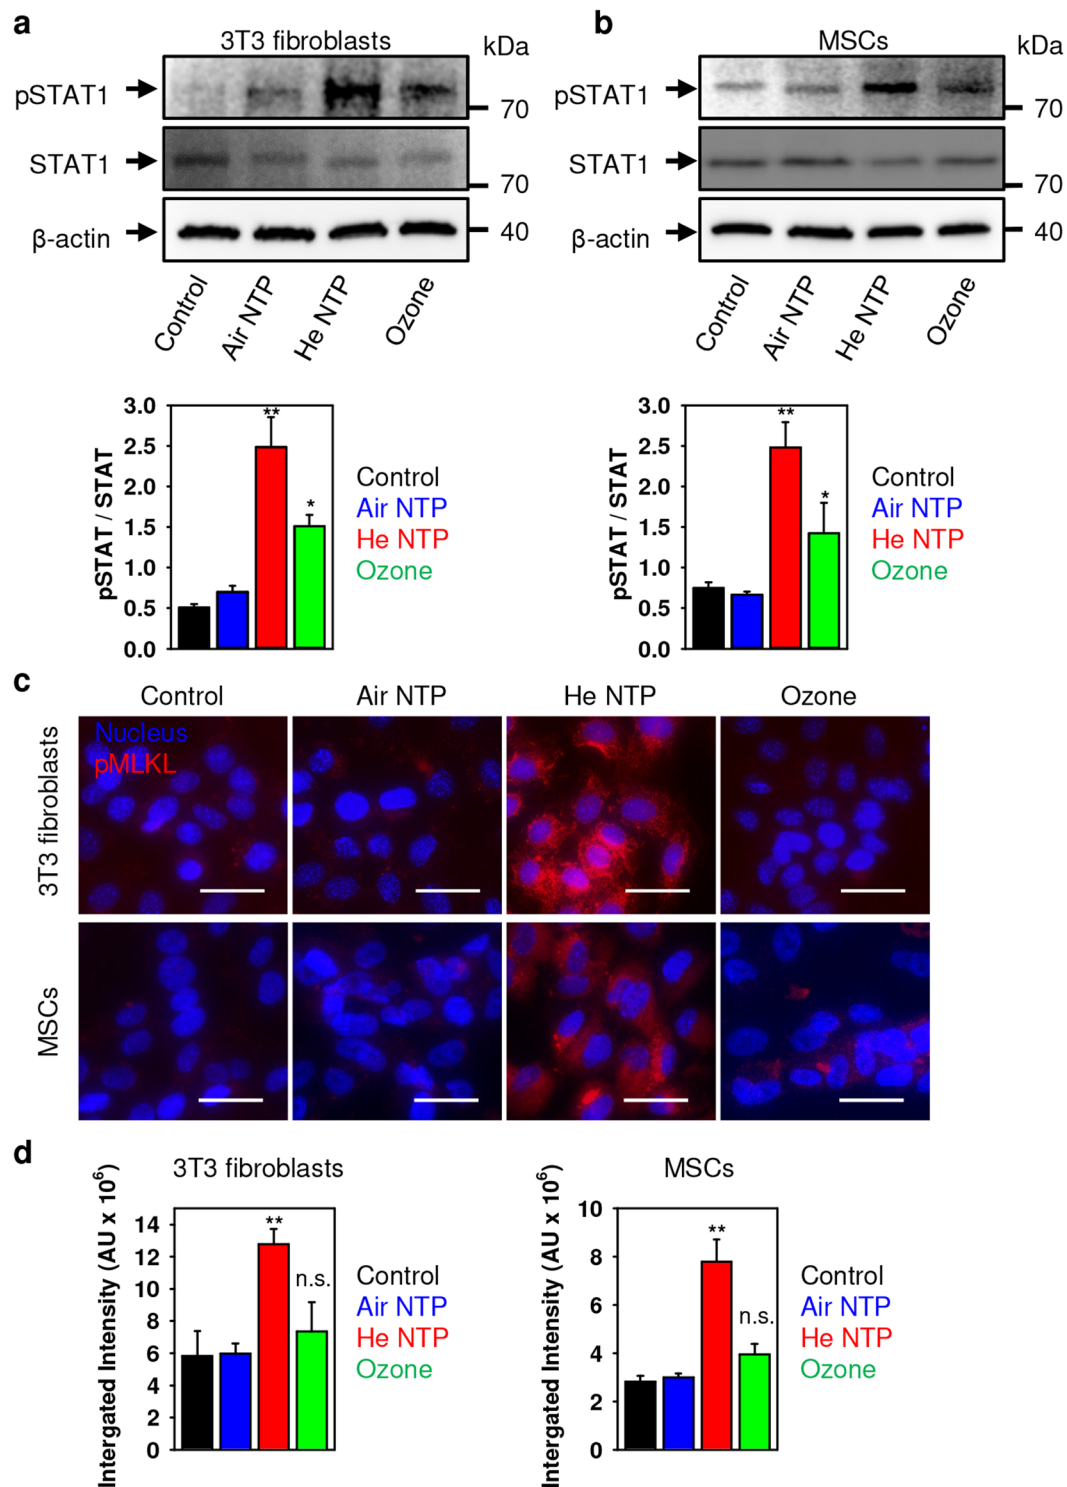 a
3T3 fibroblasts
kDa
pSTAT1
70
STAT1
70
β-actin
40
Control
Air NTP
He NTP
Ozone
b
MSCs
kDa
pSTAT1
70
STAT1
70
β-actin
40
Control
Air NTP
He NTP
Ozone
pSTAT / STAT
3.0
2.5
2.0
1.5
1.0
0.5
0.0
**
*
Control
Air NTP
He NTP
Ozone
pSTAT / STAT
3.0
2.5
2.0
1.5
1.0
0.5
0.0
**
*
Control
Air NTP
He NTP
Ozone
c
Control
Air NTP
He NTP
Ozone
3T3 fibroblasts
Nucleus
pMLKL
MSCs
d
3T3 fibroblasts
Intergated Intensity (AU x 10⁶)
14
12
10
8
6
4
2
0
**
n.s.
Control
Air NTP
He NTP
Ozone
MSCs
Intergated Intensity (AU x 10⁶)
10
8
6
4
2
0
**
n.s.
Control
Air NTP
He NTP
Ozone